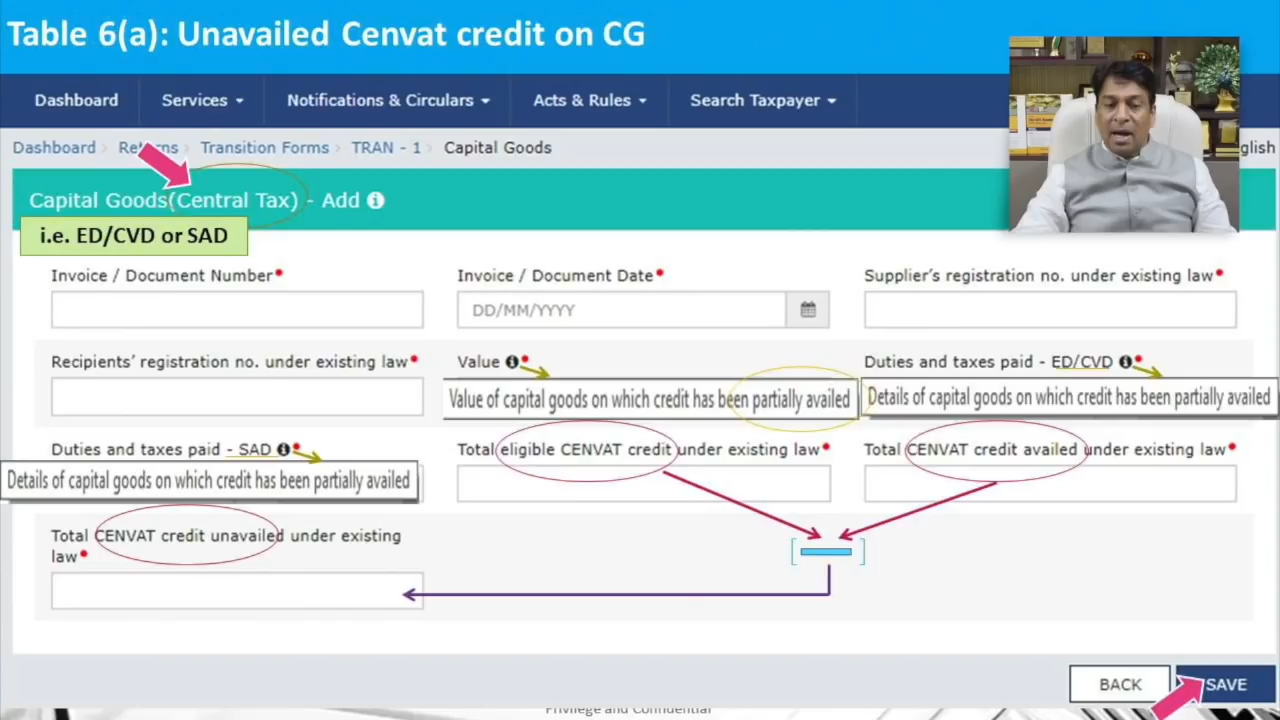 Table 6(a): Unavailed Cenvat credit on CG
Dashboard Services Notifications & Circulars Acts & Rules Search Taxpayer
Dashboard Returns Transition Forms TRAN - 1 Capital Goods glish
Capital Goods(Central Tax) - Add
i.e. ED/CVD or SAD
Invoice / Document Number Invoice / Document Date Supplier's registration no. under existing law
DD/MM/YYYY
Recipients' registration no. under existing law Value Duties and taxes paid - ED/CVD
Value of capital goods on which credit has been partially availed Details of capital goods on which credit has been partially availed
Duties and taxes paid - SAD Total eligible CENVAT credit under existing law Total CENVAT credit availed under existing law
Details of capital goods on which credit has been partially availed
Total CENVAT credit unavailed under existing
law
BACK SAVE
Privilege and Confidential